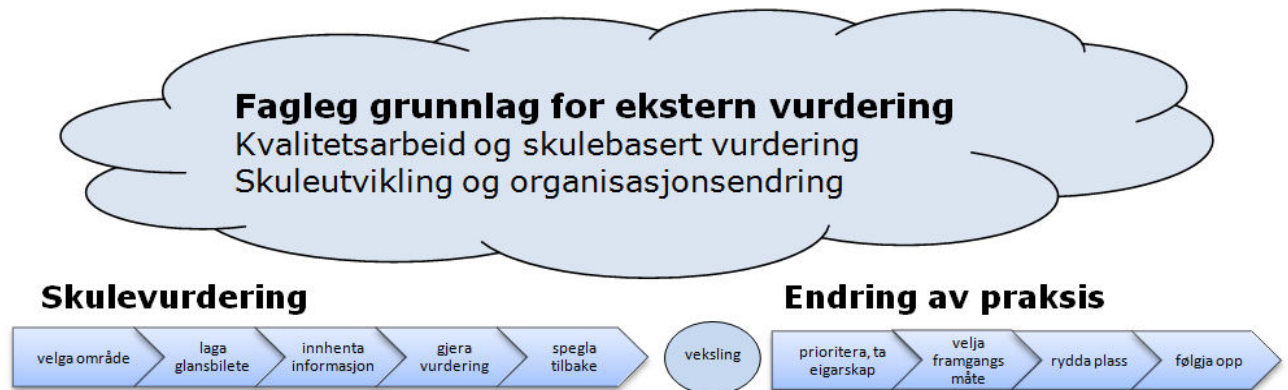 Fagleg grunnlag for ekstern vurdering
Kvalitetsarbeid og skulebasert vurdering
Skuleutvikling og organisasjonsendring
Skulevurdering
Endring av praksis
velga område
laga
glansbilete
innhenta
informasjon
gjera
vurdering
spegla
tilbake
veksling
prioritera, ta
eigarskap
velja
framgangs
måte
rydda plass
følgja opp